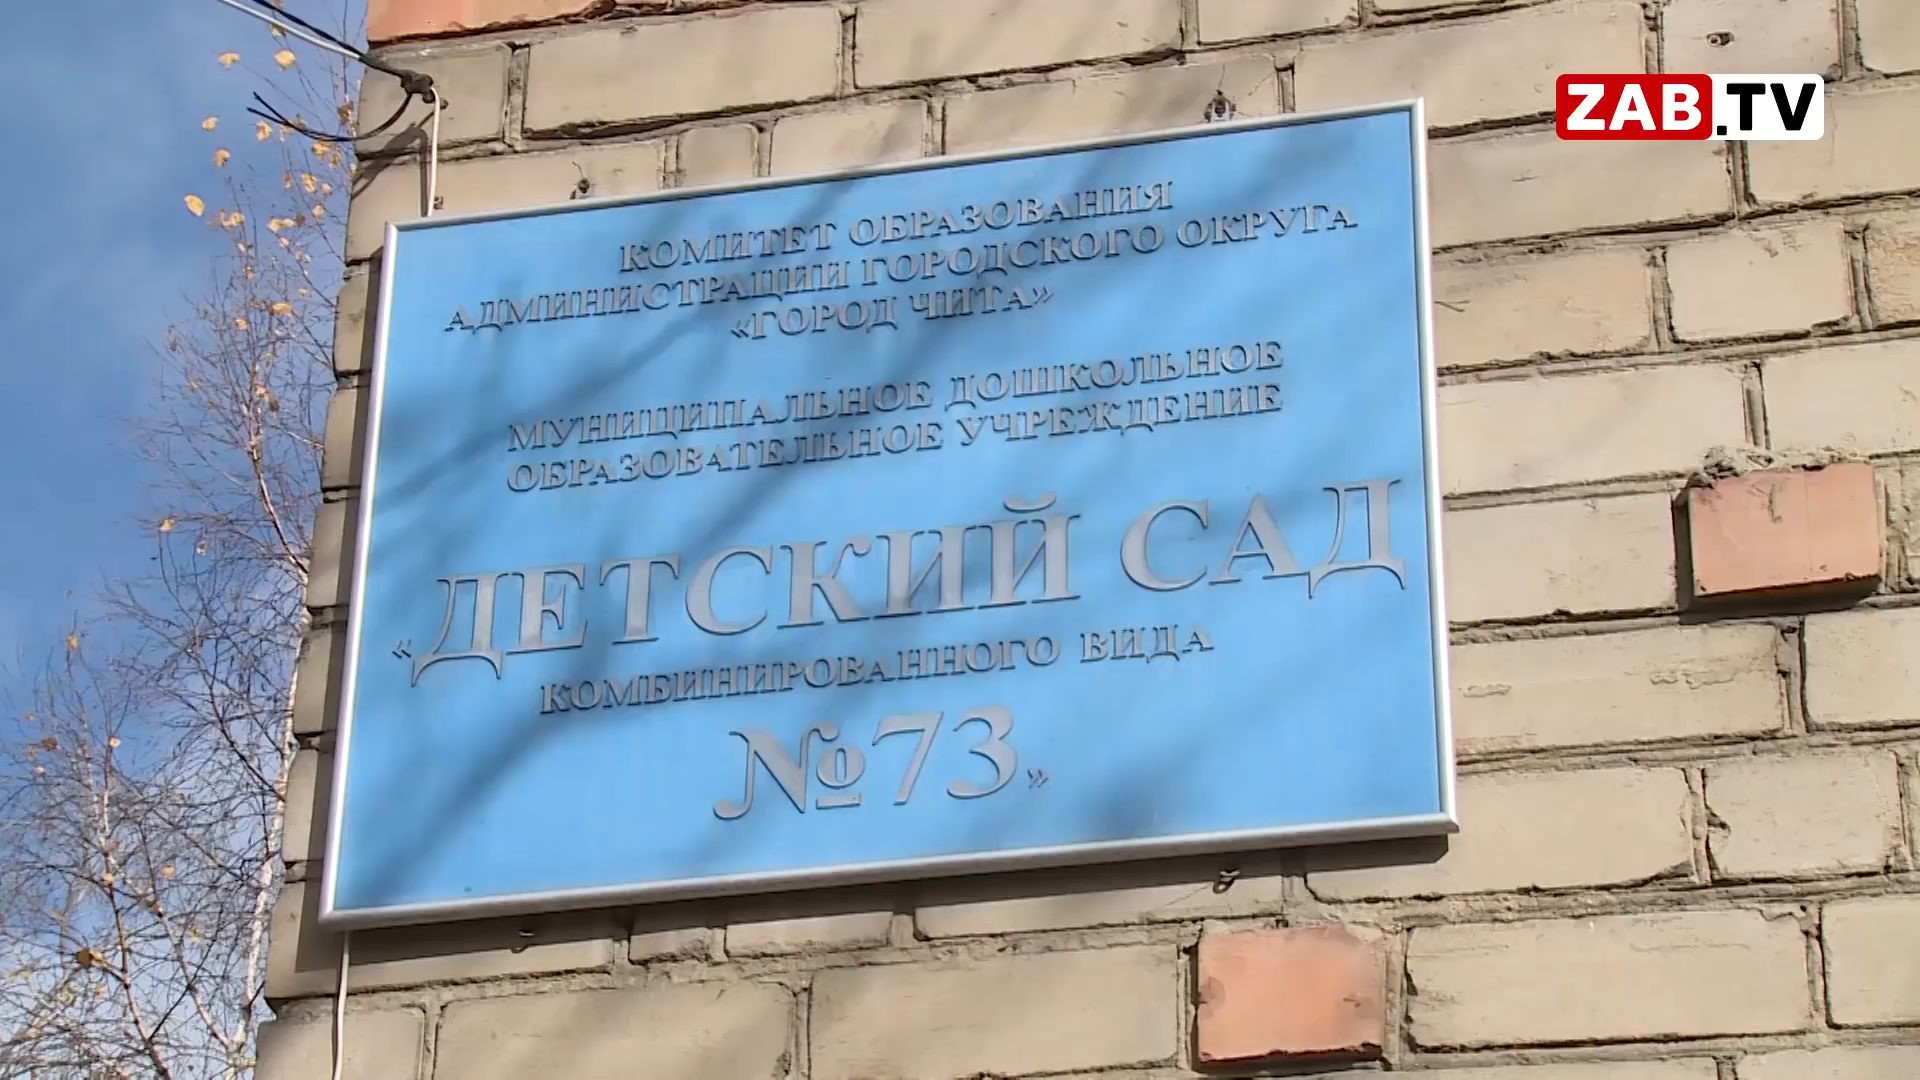 ZAB.TV
КОМИТЕТ ОБРАЗОВАНИЯ
АДМИНИСТРАЦИИ ГОРОДСКОГО ОКРУГА
«ГОРОД ЧИТА»
МУНИЦИПАЛЬНОЕ ДОШКОЛЬНОЕ
ОБРАЗОВАТЕЛЬНОЕ УЧРЕЖДЕНИЕ
«ДЕТСКИЙ САД
КОМБИНИРОВАННОГО ВИДА
№73»